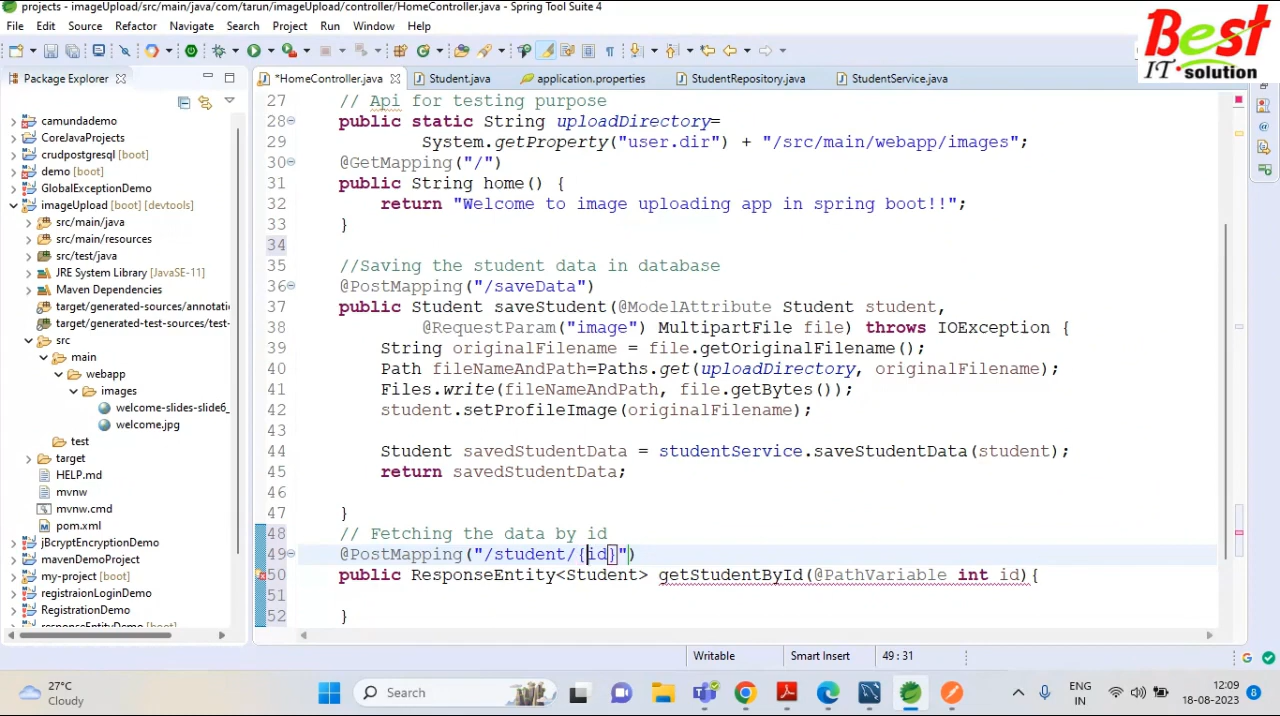 projects - imageUpload/src/main/java/com/tarun/imageUpload/controller/HomeController.java - Spring Tool Suite 4
File Edit Source Refactor Navigate Search Project Run Window Help
Best
IT solution
Package Explorer
*HomeController.java Student.java application.properties StudentRepository.java StudentService.java
camundademo
CoreJavaProjects
crudpostgresql [boot]
demo [boot]
GlobalExceptionDemo
imageUpload [boot] [devtools]
src/main/java
src/main/resources
src/test/java
JRE System Library [JavaSE-11]
Maven Dependencies
target/generated-sources/annotati
target/generated-test-sources/test-
src
main
webapp
images
welcome-slides-slide6_
welcome.jpg
test
target
HELP.md
mvnw
mvnw.cmd
pom.xml
jBcryptEncryptionDemo
mavenDemoProject
my-project [boot]
registraionLoginDemo
RegistrationDemo
responseEntityDemo [boot]
27 // Api for testing purpose
28 public static String uploadDirectory=
29 System.getProperty("user.dir") + "/src/main/webapp/images";
30 @GetMapping("/")
31 public String home() {
32 return "Welcome to image uploading app in spring boot!!";
33 }
34
35 //Saving the student data in database
36 @PostMapping("/saveData")
37 public Student saveStudent(@ModelAttribute Student student,
38 @RequestParam("image") MultipartFile file) throws IOException {
39 String originalFilename = file.getOriginalFilename();
40 Path fileNameAndPath=Paths.get(uploadDirectory, originalFilename);
41 Files.write(fileNameAndPath, file.getBytes());
42 student.setProfileImage(originalFilename);
43
44 Student savedStudentData = studentService.saveStudentData(student);
45 return savedStudentData;
46
47 }
48 // Fetching the data by id
49 @PostMapping("/student/{id}")
50 public ResponseEntity<Student> getStudentById(@PathVariable int id){
51
52 }
Writable Smart Insert 49 : 31
27°C
Cloudy
Search
ENG
IN
12:09
18-08-2023
8